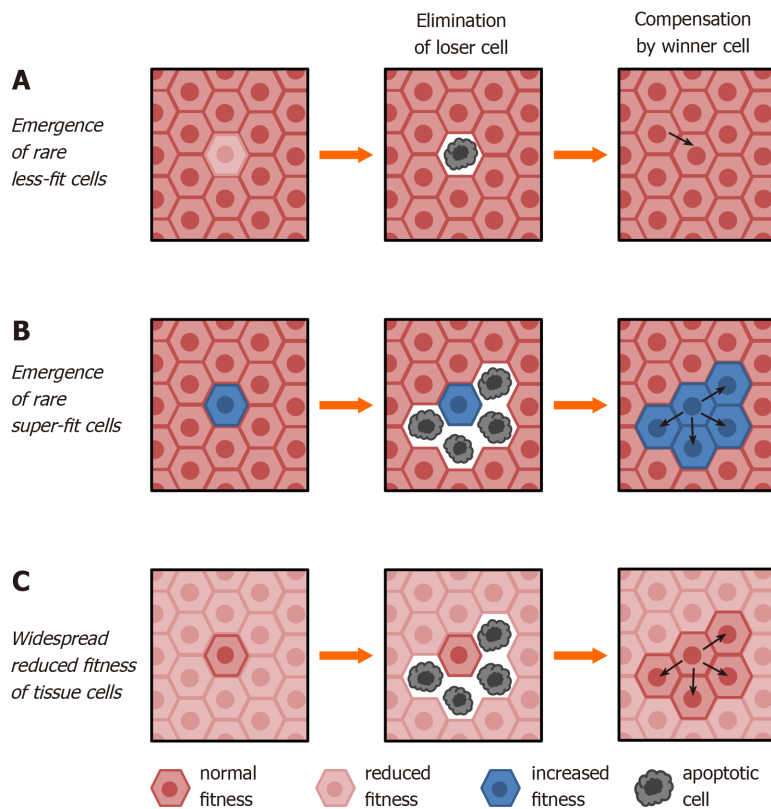 Elimination
of loser cell
Compensation
by winner cell
A
Emergence
of rare
less-fit cells
B
Emergence
of rare
super-fit cells
C
Widespread
reduced fitness
of tissue cells
normal
fitness
reduced
fitness
increased
fitness
apoptotic
cell